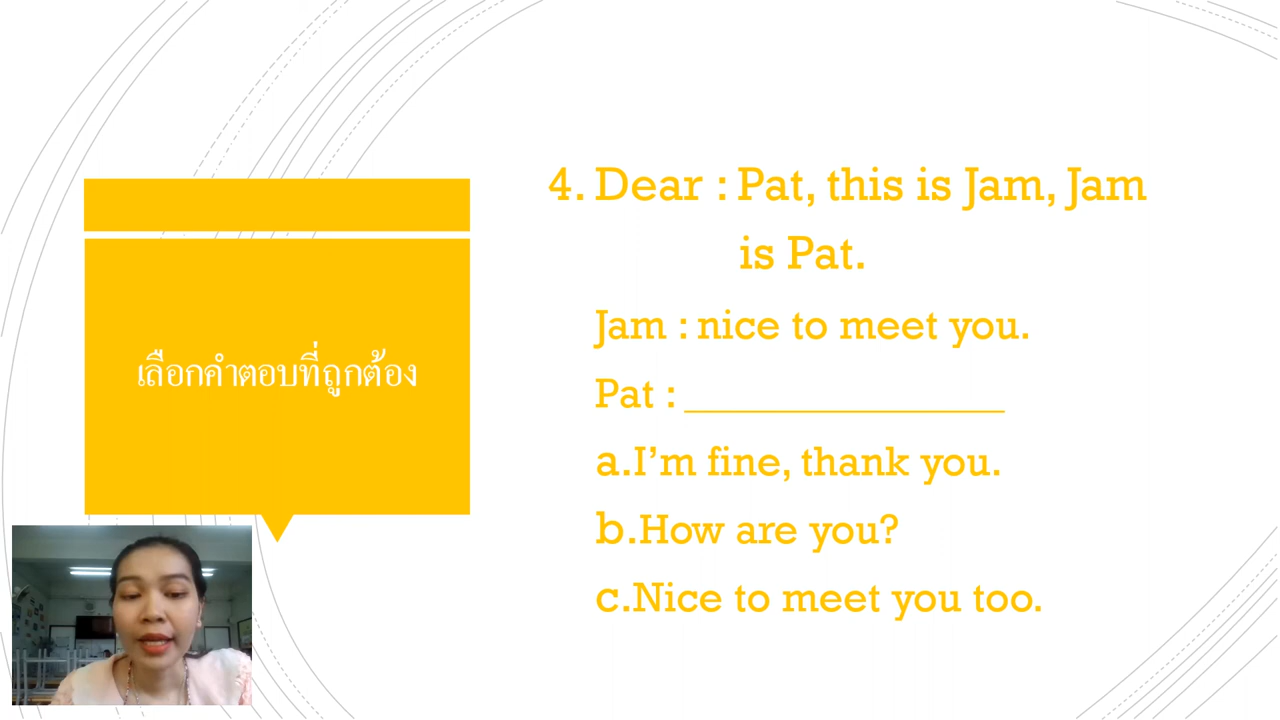 เลือกคำตอบที่ถูกต้อง
4. Dear : Pat, this is Jam, Jam
is Pat.
Jam : nice to meet you.
Pat : _______________
a.I’m fine, thank you.
b.How are you?
c.Nice to meet you too.